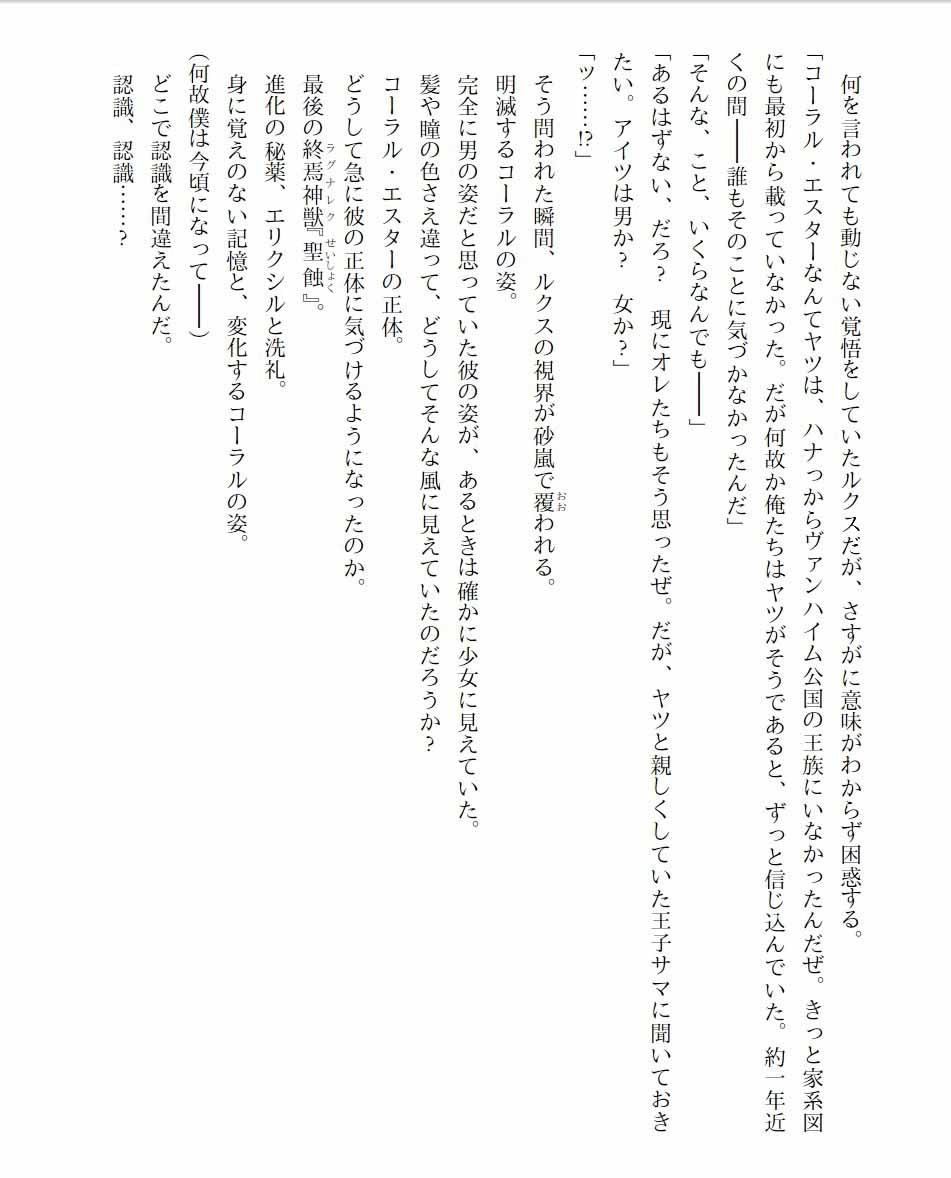 何を言われても動じない覚悟をしていたルクスだが、さすがに意味がわからず困惑する。
「コーラル・エスターなんてヤツは、ハナっからヴァンハイム公国の王族にいなかったんだぜ。きっと家系図
にも最初から載っていなかった。だが何故か俺たちはヤツがそうであると、ずっと信じ込んでいた。約一年近
くの間――誰もそのことに気づかなかったんだ」
「そんな、こと、いくらなんでも――」
「あるはずない、だろ？　現にオレたちもそう思ったぜ。だが、ヤツと親しくしていた王子サマに聞いておき
たい。アイツは男か？　女か？」
「ッ……!?」
そう問われた瞬間、ルクスの視界が砂嵐で覆われる。
おお
明滅するコーラルの姿。
完全に男の姿だと思っていた彼の姿が、あるときは確かに少女に見えていた。
髪や瞳の色さえ違って、どうしてそんな風に見えていたのだろうか？
コーラル・エスターの正体。
どうして急に彼の正体に気づけるようになったのか。
最後の終焉神獣『聖蝕』。
ラグナレク　せいしょく
進化の秘薬、エリクシルと洗礼。
身に覚えのない記憶と、変化するコーラルの姿。
（何故僕は今頃になって――）
どこで認識を間違えたんだ。
認識、認識……？